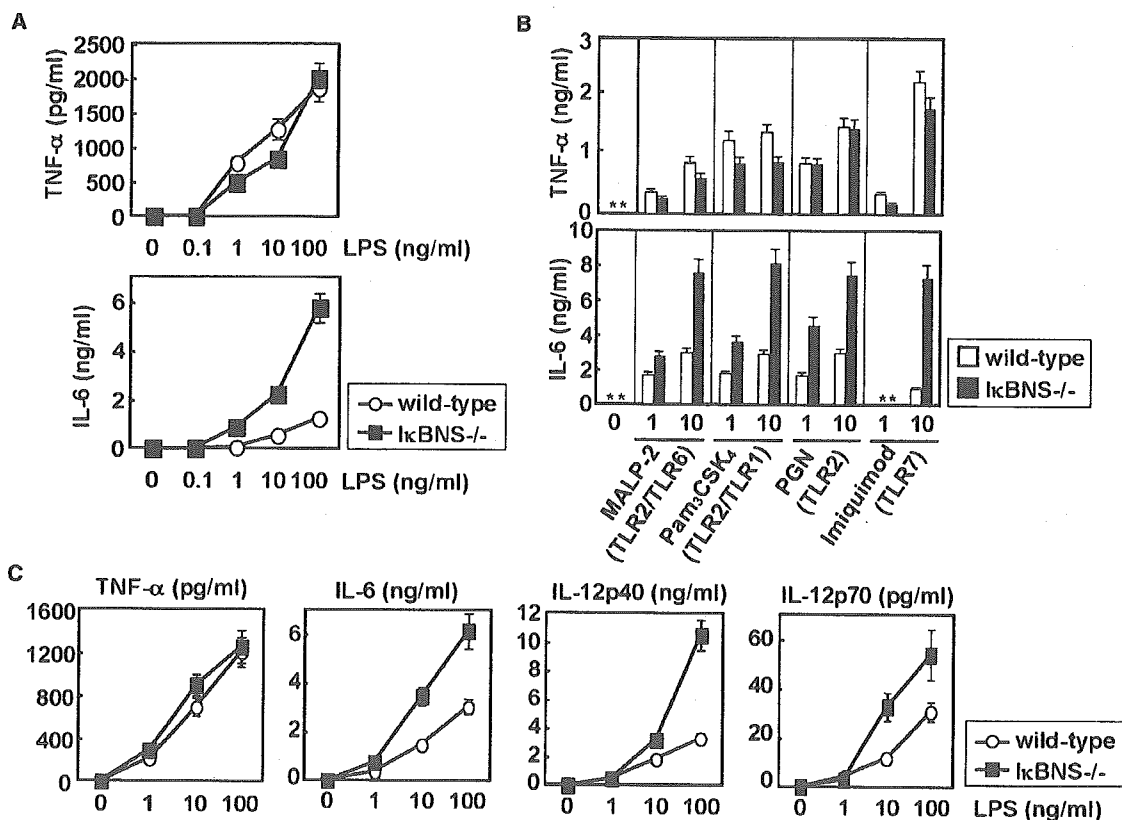 A
TNF-α (pg/ml)
2500
2000
1500
1000
500
0
0 0.1 1 10 100 LPS (ng/ml)
IL-6 (ng/ml)
6
4
2
0
0 0.1 1 10 100 LPS (ng/ml)
wild-type
IκBNS-/-
B
TNF-α (ng/ml)
3
2
1
0
**
IL-6 (ng/ml)
10
8
6
4
2
0
** **
0 1 10 1 10 1 10 1 10
MALP-2
(TLR2/TLR6)
Pam₃CSK₄
(TLR2/TLR1)
PGN
(TLR2)
Imiquimod
(TLR7)
wild-type
IκBNS-/-
C
TNF-α (pg/ml)
1600
1200
800
400
0
0 1 10 100
IL-6 (ng/ml)
6
4
2
0
0 1 10 100
IL-12p40 (ng/ml)
12
10
8
6
4
2
0
0 1 10 100
IL-12p70 (pg/ml)
60
40
20
0
0 1 10 100 LPS (ng/ml)
wild-type
IκBNS-/-